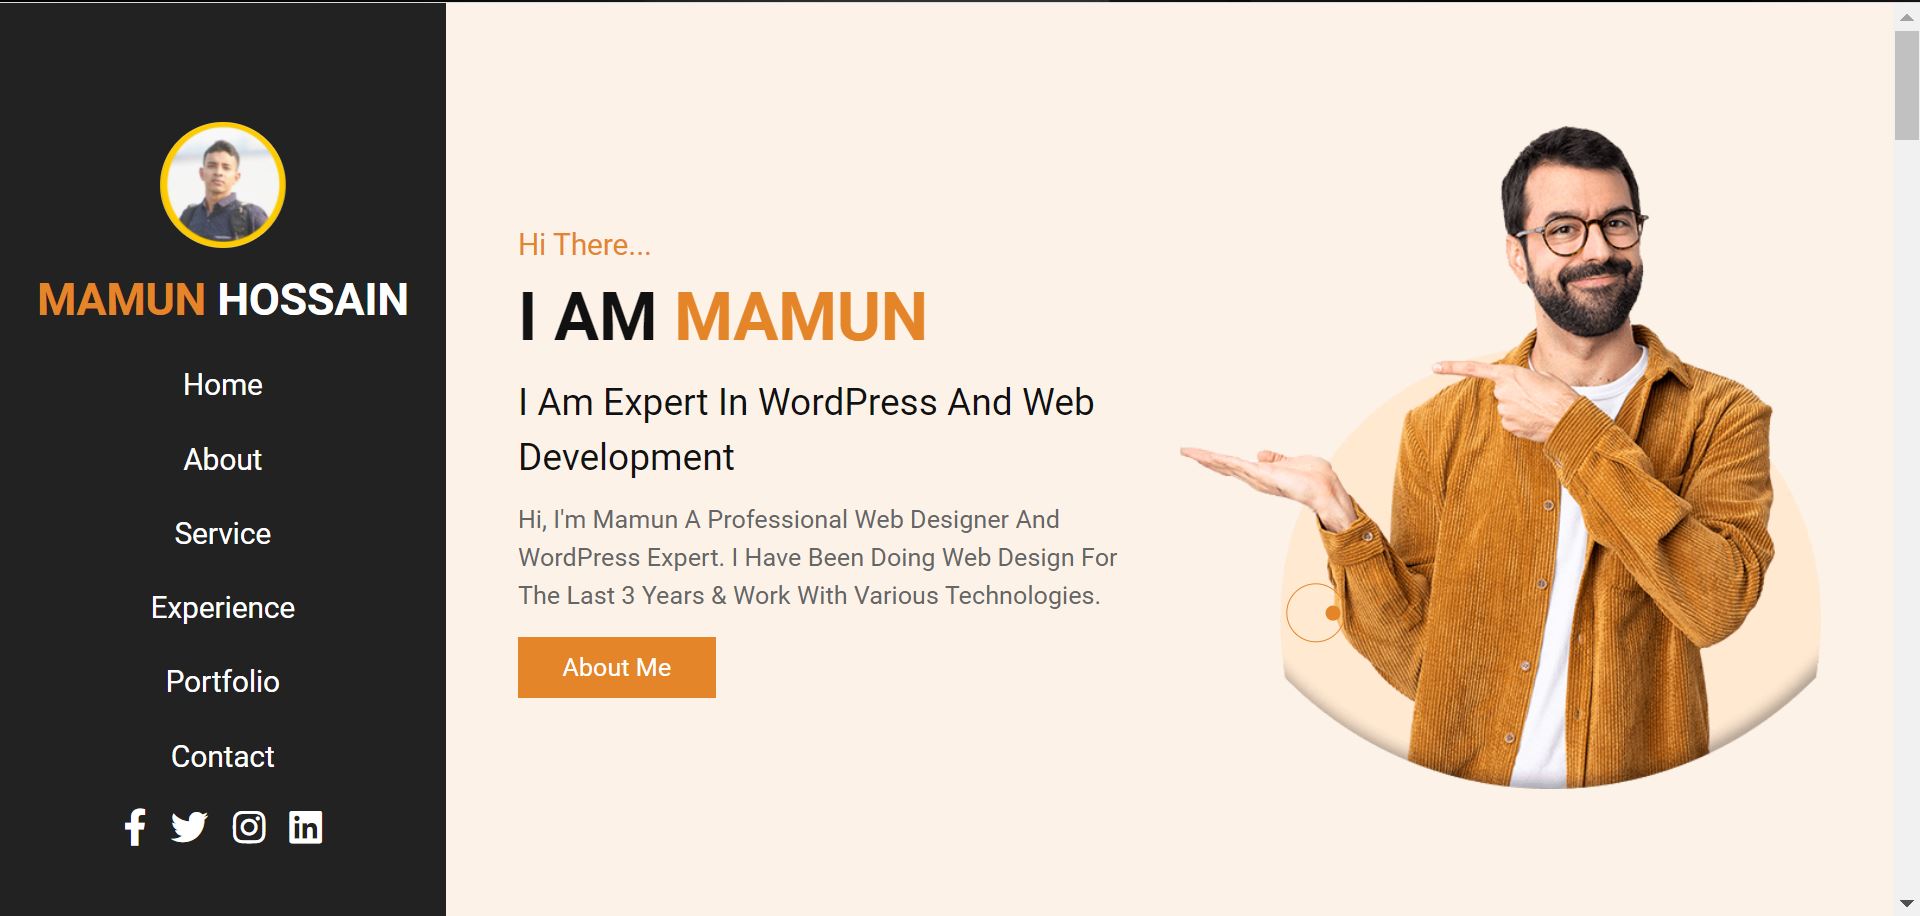 MAMUN HOSSAIN
Home
About
Service
Experience
Portfolio
Contact
Hi There...
I AM MAMUN
I Am Expert In WordPress And Web
Development
Hi, I'm Mamun A Professional Web Designer And
WordPress Expert. I Have Been Doing Web Design For
The Last 3 Years & Work With Various Technologies.
About Me